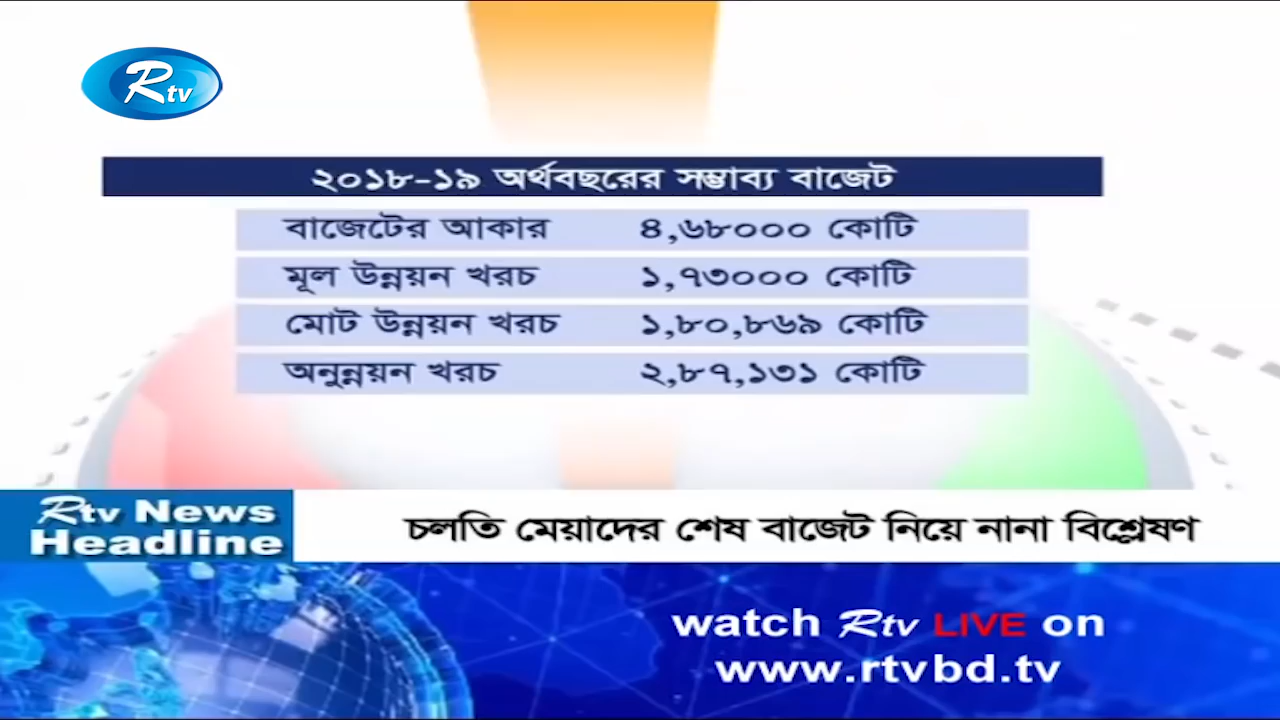 Rtv
২০১৮-১৯ অর্থবছরের সম্ভাব্য বাজেট
বাজেটের আকার ৪,৬৮০০০ কোটি
মূল উন্নয়ন খরচ ১,৭৩০০০ কোটি
মোট উন্নয়ন খরচ ১,৮০,৮৬৯ কোটি
অনুন্নয়ন খরচ ২,৮৭,১৩১ কোটি
Rtv News
Headline
চলতি মেয়াদের শেষ বাজেট নিয়ে নানা বিশ্লেষণ
watch Rtv LIVE on
www.rtvbd.tv